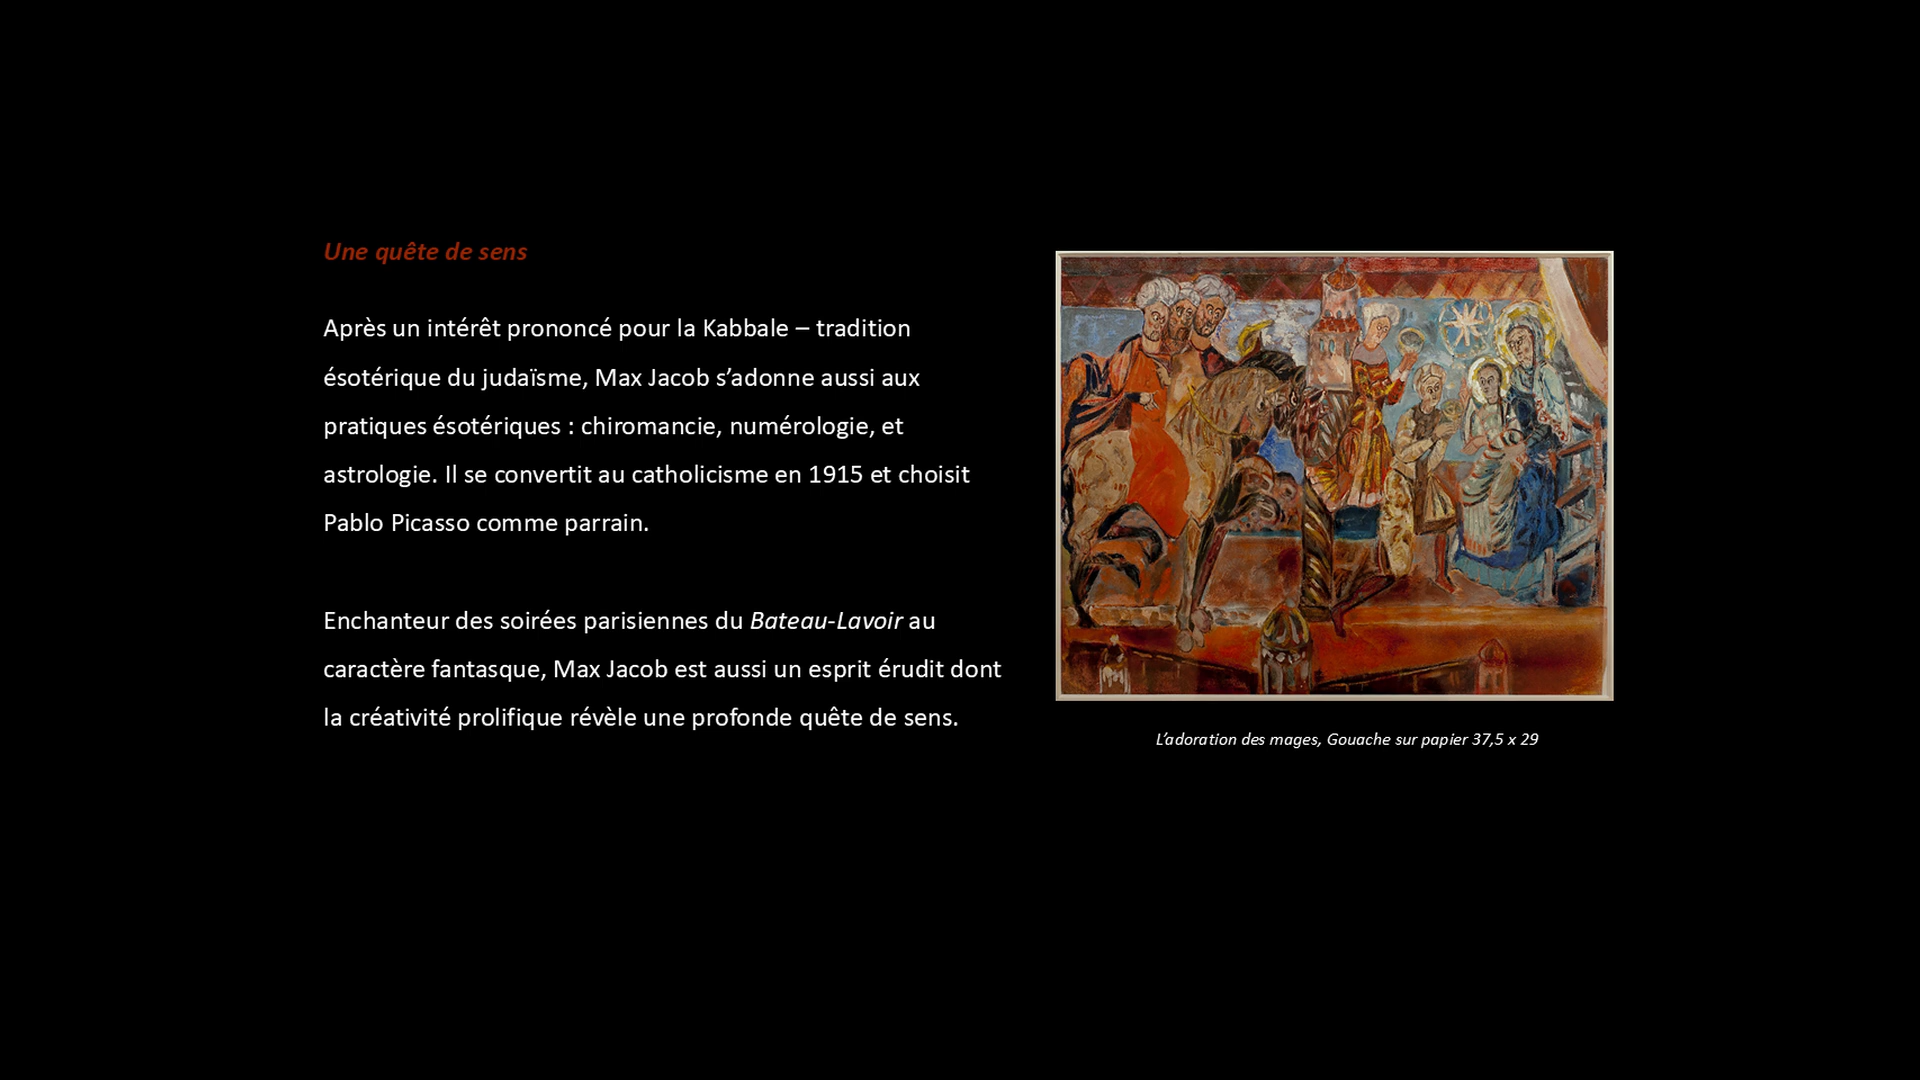 Une quête de sens
Après un intérêt prononcé pour la Kabbale – tradition
ésotérique du judaïsme, Max Jacob s’adonne aussi aux
pratiques ésotériques : chiromancie, numérologie, et
astrologie. Il se convertit au catholicisme en 1915 et choisit
Pablo Picasso comme parrain.
Enchanteur des soirées parisiennes du Bateau-Lavoir au
caractère fantasque, Max Jacob est aussi un esprit érudit dont
la créativité prolifique révèle une profonde quête de sens.
L’adoration des mages, Gouache sur papier 37,5 x 29